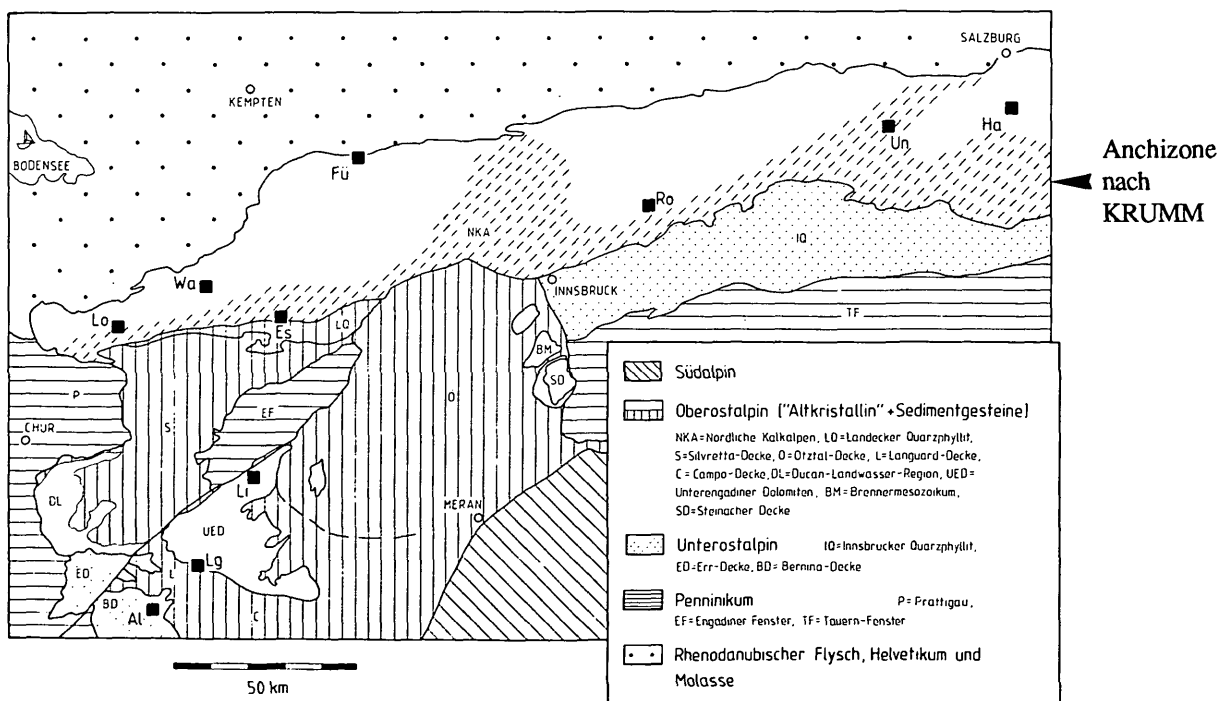 SALZBURG
KEMPTEN
BODENSEE
Ha
Un
Fü
Anchizone
nach
KRUMM
Ro
NKA
IQ
Wa
INNSBRUCK
Lo
Es
LQ
TF
BM
SD
P
EF
O
CHUR
S
Li
MERAN
DL
UED
Lg
ED
L
BD
Al
C
50 km
Südalpin
Oberostalpin ("Altkristallin"+Sedimentgesteine)
NKA=Nördliche Kalkalpen, LQ=Landecker Quarzphyllit,
S=Silvretta-Decke, O=Ötztal-Decke, L=Languard-Decke,
C=Campo-Decke, DL=Ducan-Landwasser-Region, UED=
Unterengadiner Dolomiten, BM=Brennermesozoikum,
SD=Steinacher Decke
Unterostalpin IQ=Innsbrucker Quarzphyllit,
ED=Err-Decke, BD=Bernina-Decke
Penninikum P=Prättigau,
EF=Engadiner Fenster, TF=Tauern-Fenster
Rhenodanubischer Flysch, Helvetikum und
Molasse